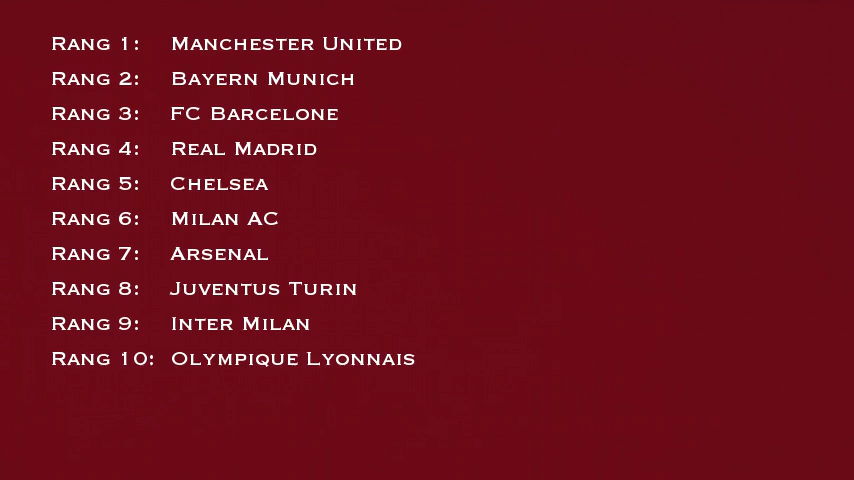 Rang 1: Manchester United
Rang 2: Bayern Munich
Rang 3: FC Barcelone
Rang 4: Real Madrid
Rang 5: Chelsea
Rang 6: Milan AC
Rang 7: Arsenal
Rang 8: Juventus Turin
Rang 9: Inter Milan
Rang 10: Olympique Lyonnais